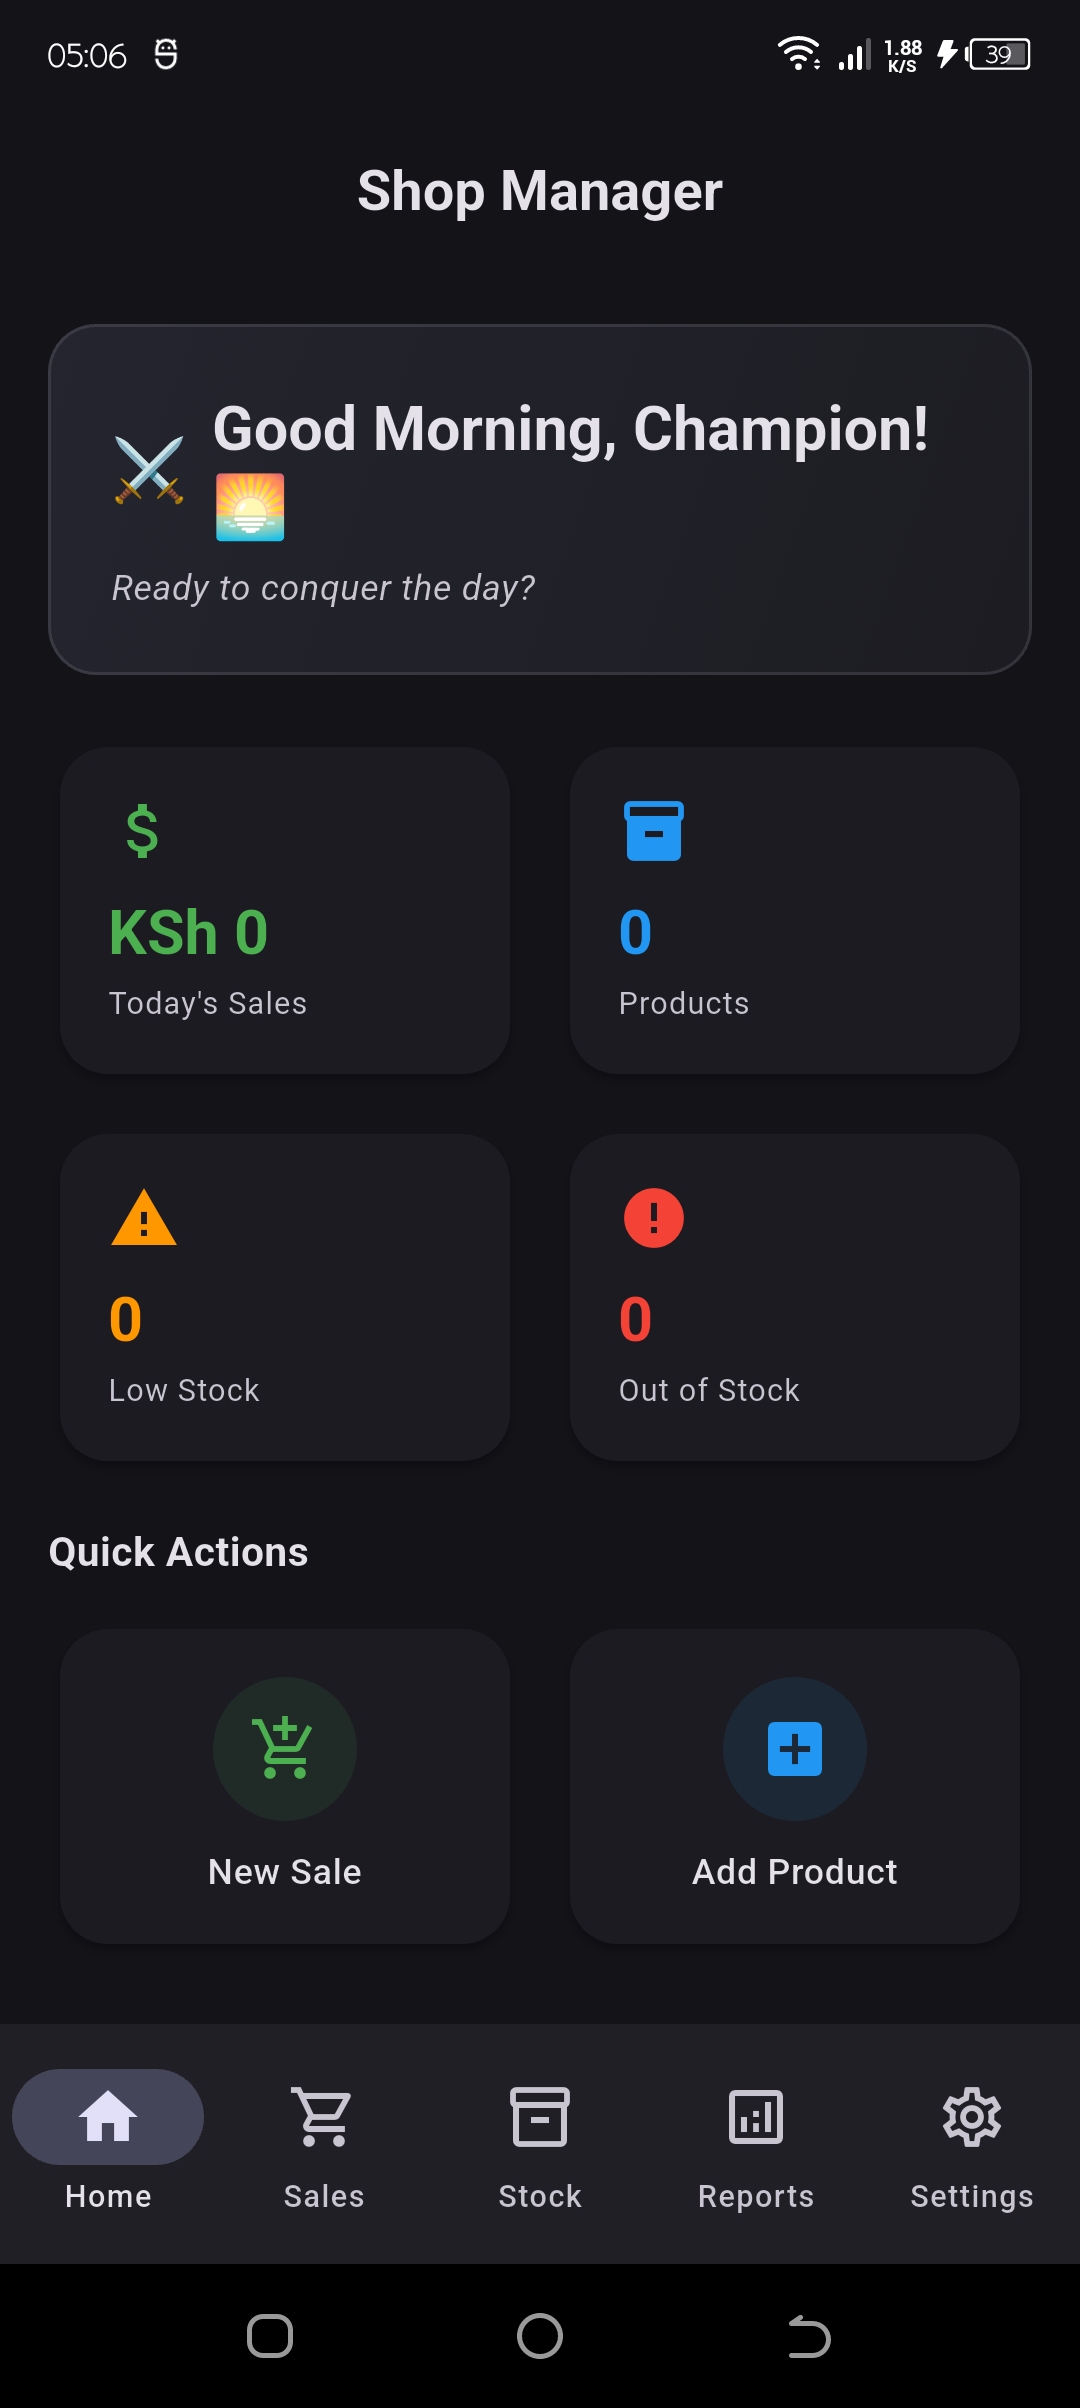 05:06
1.88
K/S
39
Shop Manager
Good Morning, Champion!
Ready to conquer the day?
KSh 0
Today's Sales
0
Products
0
Low Stock
0
Out of Stock
Quick Actions
New Sale
Add Product
Home
Sales
Stock
Reports
Settings